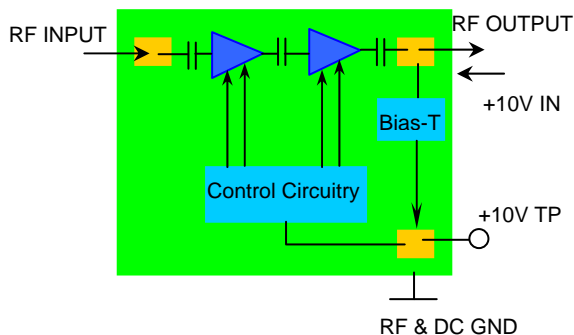 RF INPUT
RF OUTPUT
+10V IN
Bias-T
Control Circuitry
+10V TP
RF & DC GND